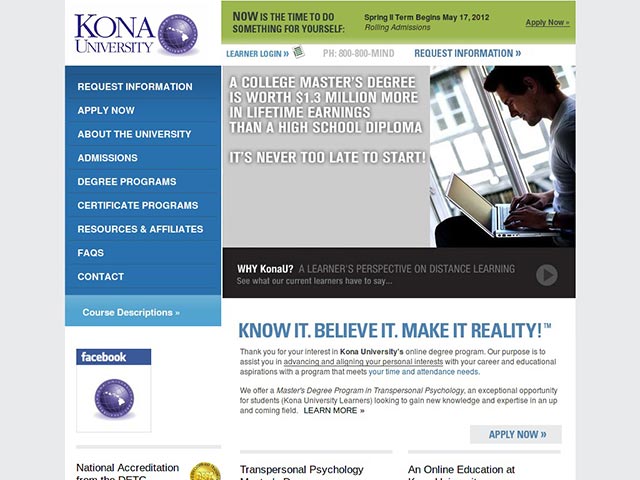 KONA
UNIVERSITY
NOW IS THE TIME TO DO
SOMETHING FOR YOURSELF:
Spring II Term Begins May 17, 2012
Rolling Admissions
Apply Now »
LEARNER LOGIN »
PH: 800-800-MIND
REQUEST INFORMATION »
REQUEST INFORMATION
APPLY NOW
ABOUT THE UNIVERSITY
ADMISSIONS
DEGREE PROGRAMS
CERTIFICATE PROGRAMS
RESOURCES & AFFILIATES
FAQS
CONTACT
Course Descriptions »
A COLLEGE MASTER'S DEGREE
IS WORTH $1.3 MILLION MORE
IN LIFETIME EARNINGS
THAN A HIGH SCHOOL DIPLOMA
IT'S NEVER TOO LATE TO START!
WHY KonaU? A LEARNER'S PERSPECTIVE ON DISTANCE LEARNING
See what our current learners have to say...
KNOW IT. BELIEVE IT. MAKE IT REALITY!™
Thank you for your interest in Kona University's online degree program. Our purpose is to
assist you in advancing and aligning your personal interests with your career and educational
aspirations with a program that meets your time and attendance needs.
We offer a Master's Degree Program in Transpersonal Psychology, an exceptional opportunity
for students (Kona University Learners) looking to gain new knowledge and expertise in an up
and coming field. LEARN MORE »
APPLY NOW »
facebook
KONA
UNIVERSITY
National Accreditation
from the DETC
Transpersonal Psychology
An Online Education at